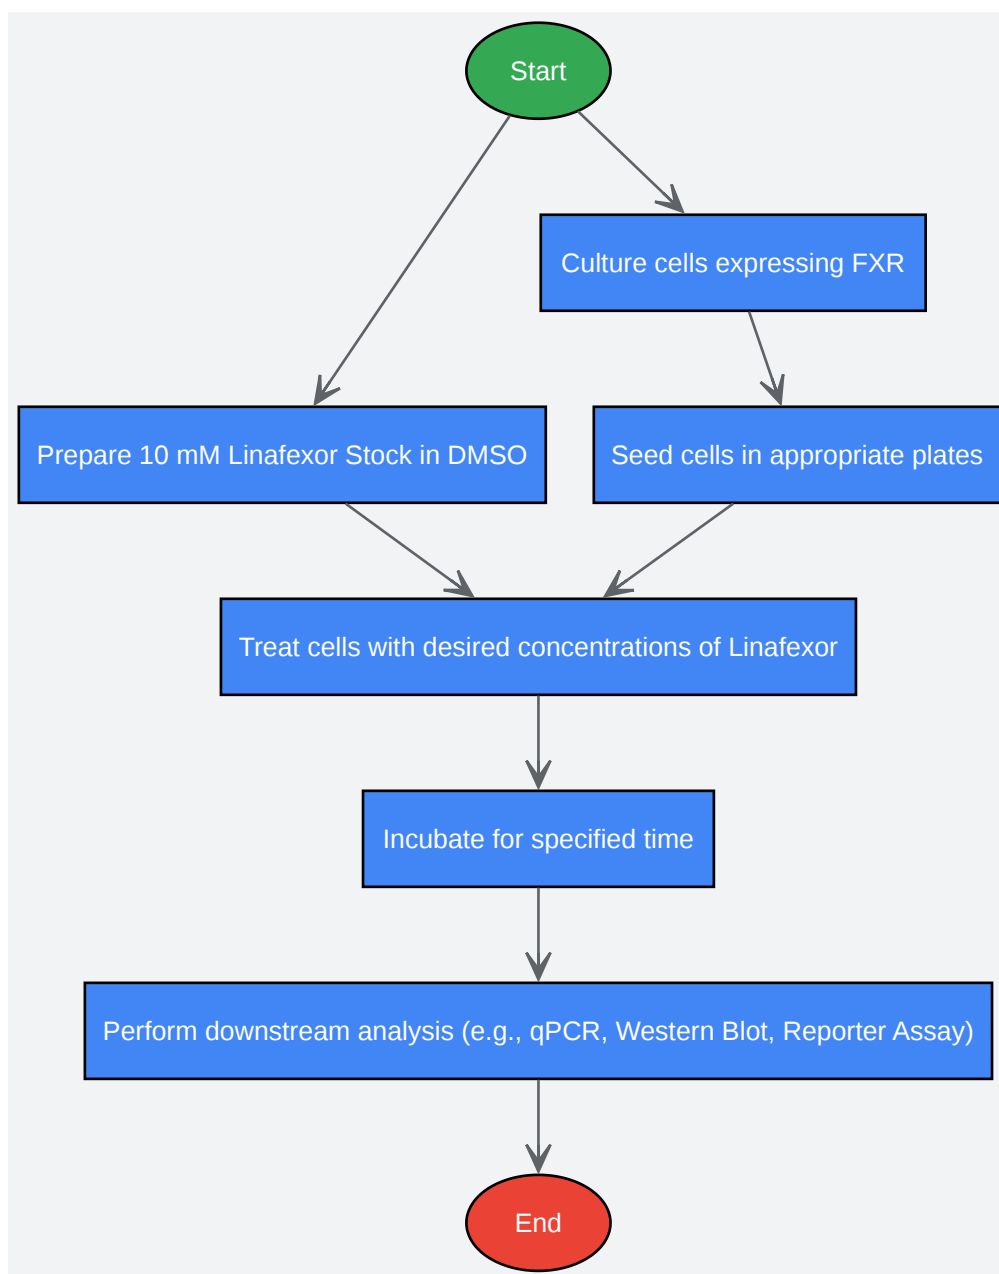 Start
Culture cells expressing FXR
Prepare 10 mM Linafexor Stock in DMSO
Seed cells in appropriate plates
Treat cells with desired concentrations of Linafexor
Incubate for specified time
Perform downstream analysis (e.g., qPCR, Western Blot, Reporter Assay)
End